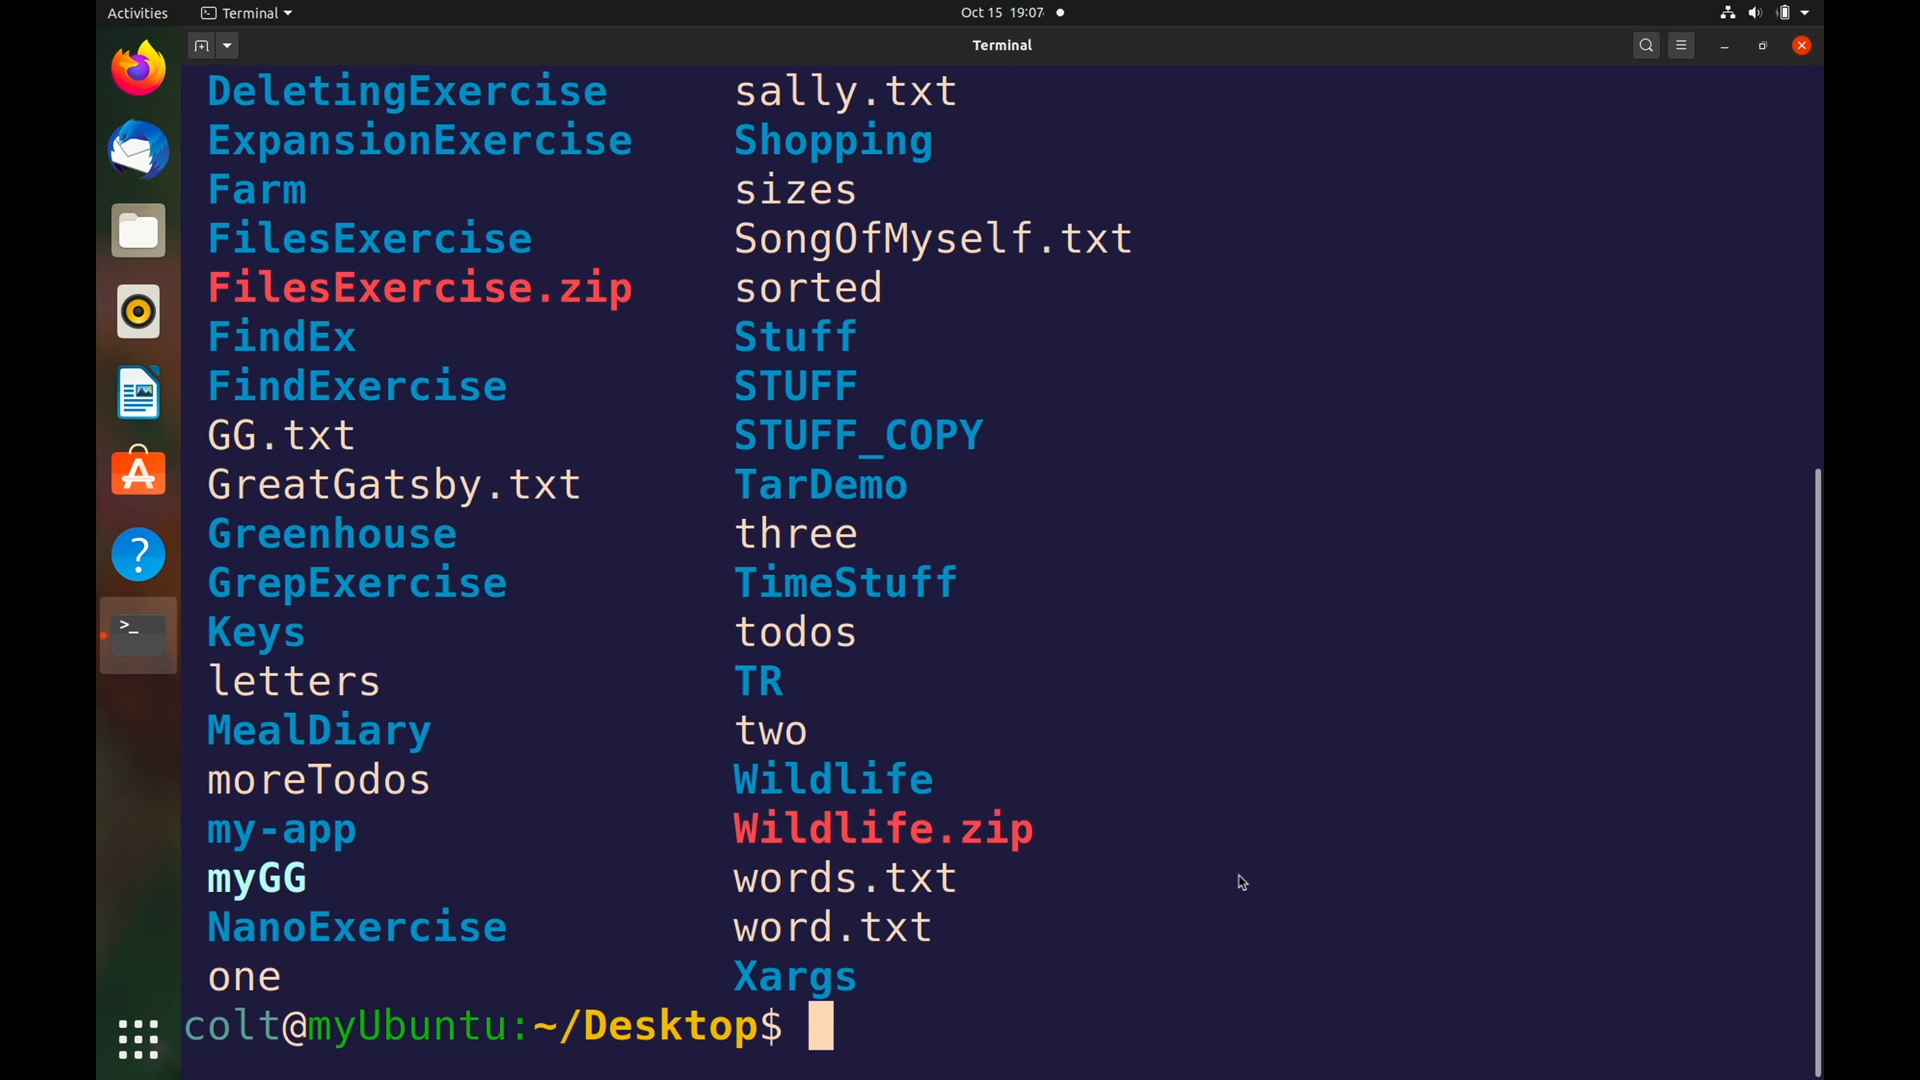 Activities Terminal Oct 15 19:07
Terminal
DeletingExercise sally.txt
ExpansionExercise Shopping
Farm sizes
FilesExercise SongOfMyself.txt
FilesExercise.zip sorted
FindEx Stuff
FindExercise STUFF
GG.txt STUFF_COPY
GreatGatsby.txt TarDemo
Greenhouse three
GrepExercise TimeStuff
Keys todos
letters TR
MealDiary two
moreTodos Wildlife
my-app Wildlife.zip
myGG words.txt
NanoExercise word.txt
one Xargs
colt@myUbuntu:~/Desktop$